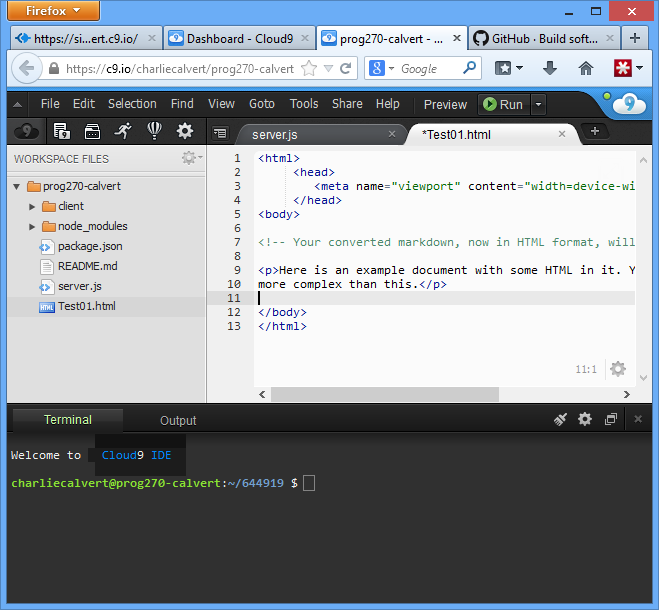 Firefox
https://si...ert.c9.io/
Dashboard - Cloud9
prog270-calvert - ...
GitHub · Build soft...
https://c9.io/charliecalvert/prog270-calvert
Google
File Edit Selection Find View Goto Tools Share Help Preview Run
9
9
server.js
*Test01.html
WORKSPACE FILES
prog270-calvert
client
node_modules
package.json
README.md
server.js
HTML Test01.html
1 <html>
2 <head>
3 <meta name="viewport" content="width=device-wi
4 </head>
5 <body>
6
7 <!-- Your converted markdown, now in HTML format, will
8
9 <p>Here is an example document with some HTML in it. Y
10 more complex than this.</p>
11
12 </body>
13 </html>
11:1
Terminal Output
Welcome to Cloud9 IDE
charliecalvert@prog270-calvert:~/644919 $